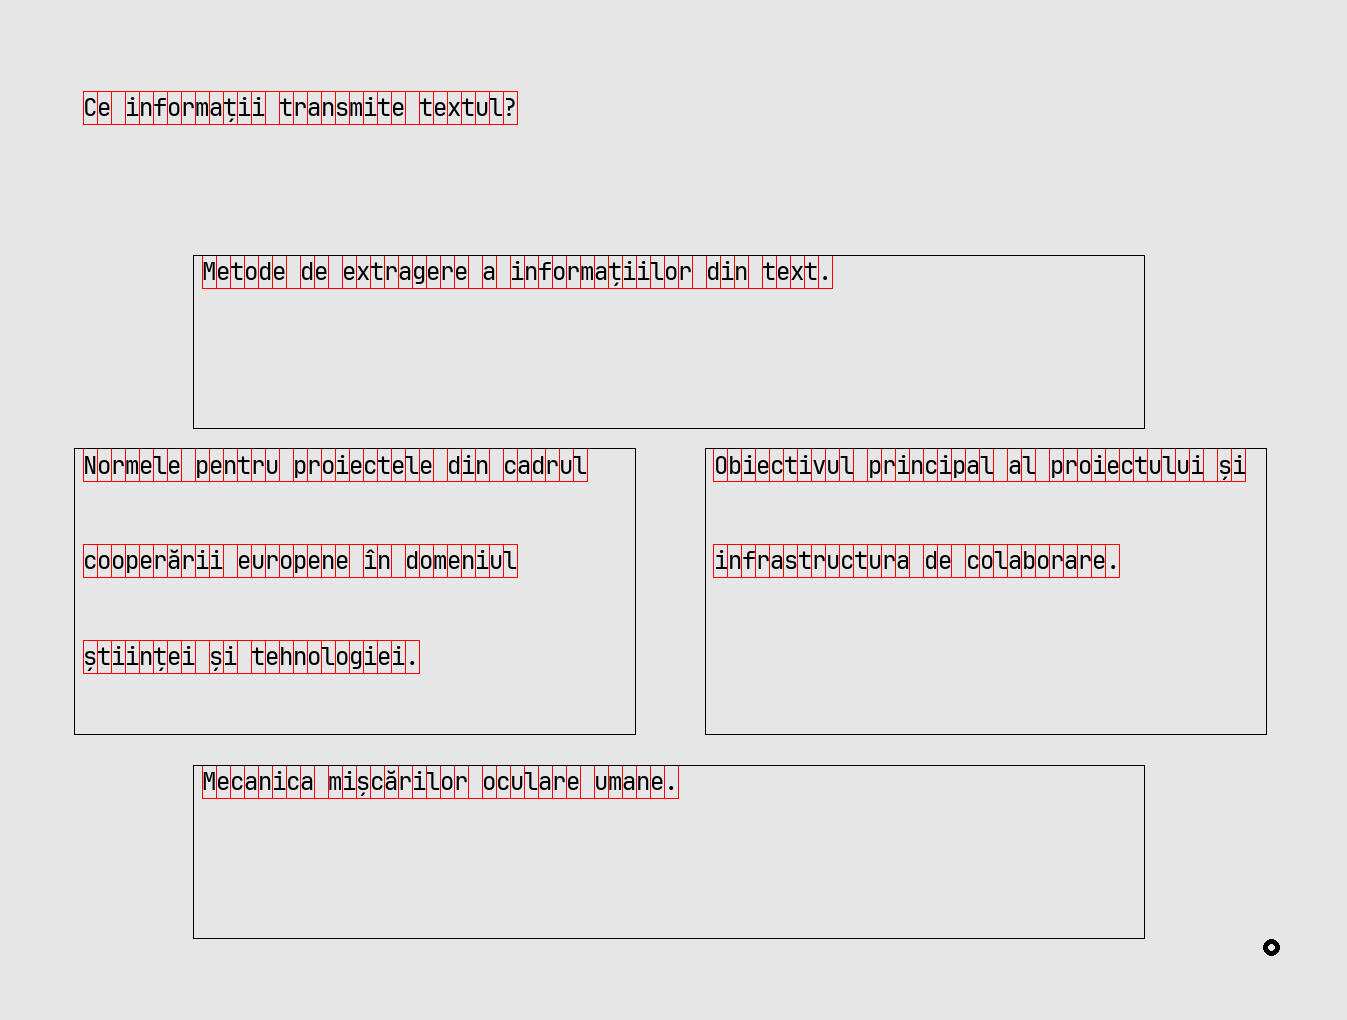 Ce informații transmite textul?
Metode de extragere a informațiilor din text.
Normele pentru proiectele din cadrul
cooperării europene în domeniul
științei și tehnologiei.
Obiectivul principal al proiectului și
infrastructura de colaborare.
Mecanica mișcărilor oculare umane.